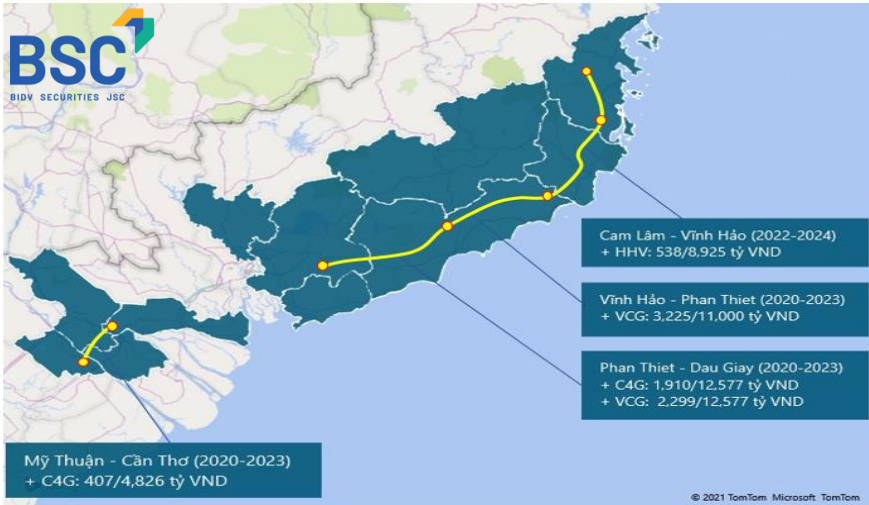 BSC
BIDV SECURITIES JSC
Cam Lâm - Vĩnh Hảo (2022-2024)
+ HHV: 538/8,925 tỷ VND
Vĩnh Hảo - Phan Thiet (2020-2023)
+ VCG: 3,225/11,000 tỷ VND
Phan Thiet - Dau Giay (2020-2023)
+ C4G: 1,910/12,577 tỷ VND
+ VCG: 2,299/12,577 tỷ VND
Mỹ Thuận - Cần Thơ (2020-2023)
+ C4G: 407/4,826 tỷ VND
© 2021 TomTom Microsoft TomTom